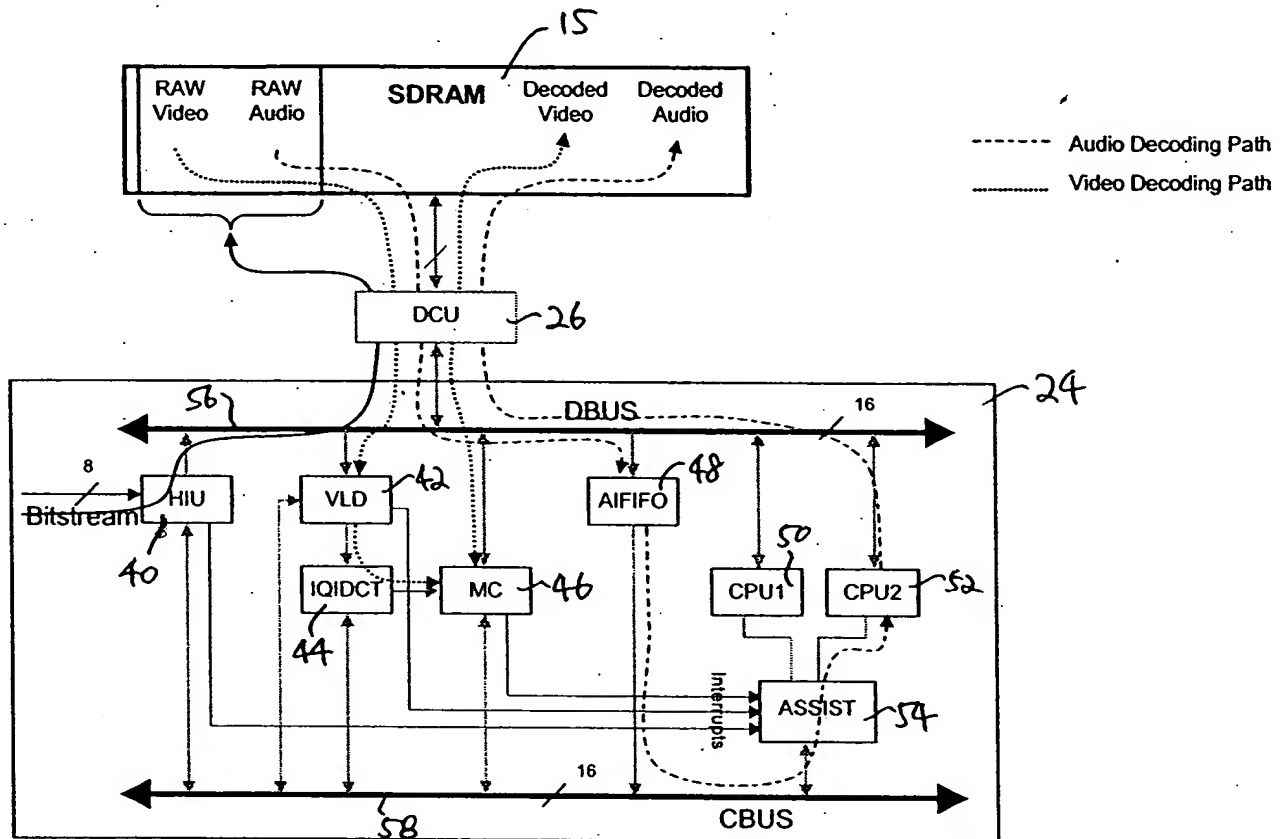 15
RAW Video
RAW Audio
SDRAM
Decoded Video
Decoded Audio
Audio Decoding Path
Video Decoding Path
DCU
26
24
56
DBUS
16
8
Bitstream
HIU
40
VLD
42
AIFIFO
48
IQIDCT
44
MC
46
50
CPU1
CPU2
52
Interrupts
ASSIST
54
16
58
CBUS